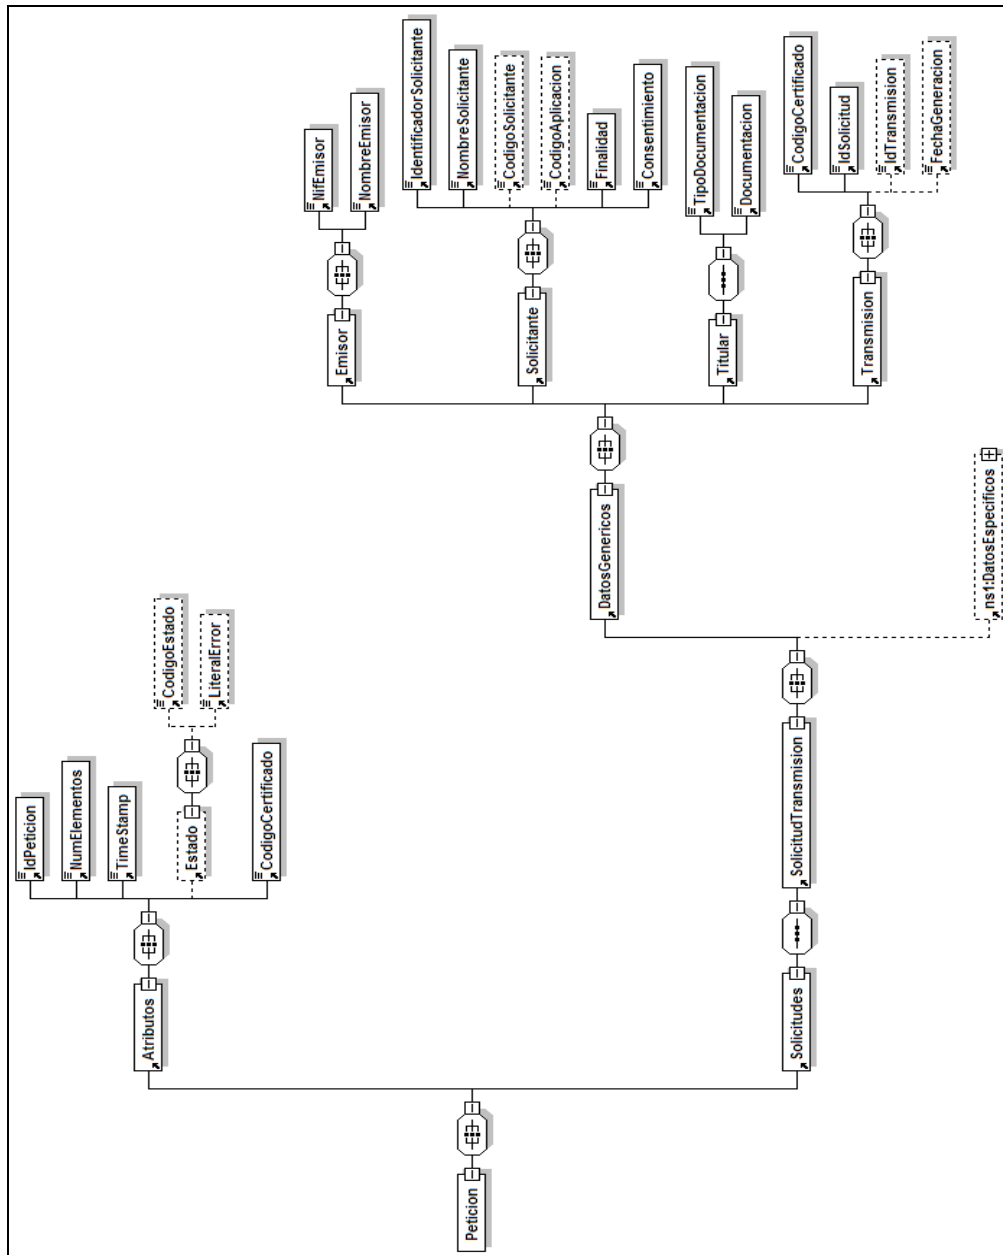 Peticion
Atributos
IdPeticion
NumElementos
TimeStamp
Estado
CodigoEstado
LiteralError
CodigoCertificado
Solicitudes
SolicitudTransmision
DatosGenericos
Emisor
NifEmisor
NombreEmisor
Solicitante
IdentificadorSolicitante
NombreSolicitante
CodigoSolicitante
CodigoAplicacion
Finalidad
Consentimiento
Titular
TipoDocumentacion
Documentacion
Transmision
CodigoCertificado
IdSolicitud
IdTransmision
FechaGeneracion
ns1:DatosEspecificos